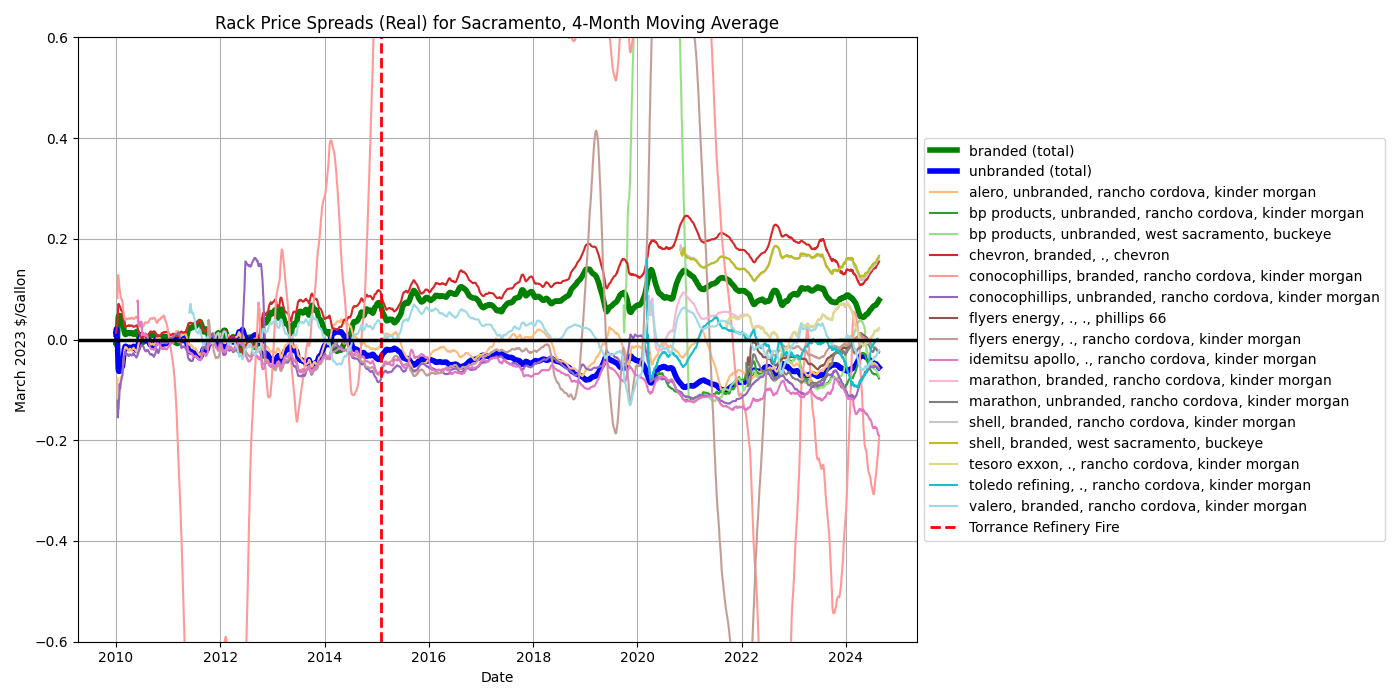 Rack Price Spreads (Real) for Sacramento, 4-Month Moving Average
0.6
0.4
0.2
0.0
−0.2
−0.4
−0.6
March 2023 $/Gallon
2010
2012
2014
2016
2018
2020
2022
2024
Date
branded (total)
unbranded (total)
alero, unbranded, rancho cordova, kinder morgan
bp products, unbranded, rancho cordova, kinder morgan
bp products, unbranded, west sacramento, buckeye
chevron, branded, ., chevron
conocophillips, branded, rancho cordova, kinder morgan
conocophillips, unbranded, rancho cordova, kinder morgan
flyers energy, ., ., phillips 66
flyers energy, ., rancho cordova, kinder morgan
idemitsu apollo, ., rancho cordova, kinder morgan
marathon, branded, rancho cordova, kinder morgan
marathon, unbranded, rancho cordova, kinder morgan
shell, branded, rancho cordova, kinder morgan
shell, branded, west sacramento, buckeye
tesoro exxon, ., rancho cordova, kinder morgan
toledo refining, ., rancho cordova, kinder morgan
valero, branded, rancho cordova, kinder morgan
Torrance Refinery Fire